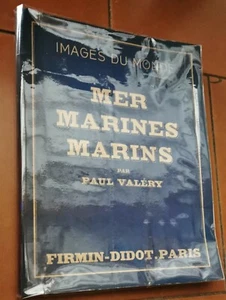 IMAGES DU MONDE
MER
MARINES
MARINS
PAR
PAUL VALÉRY
FIRMIN-DIDOT. PARIS